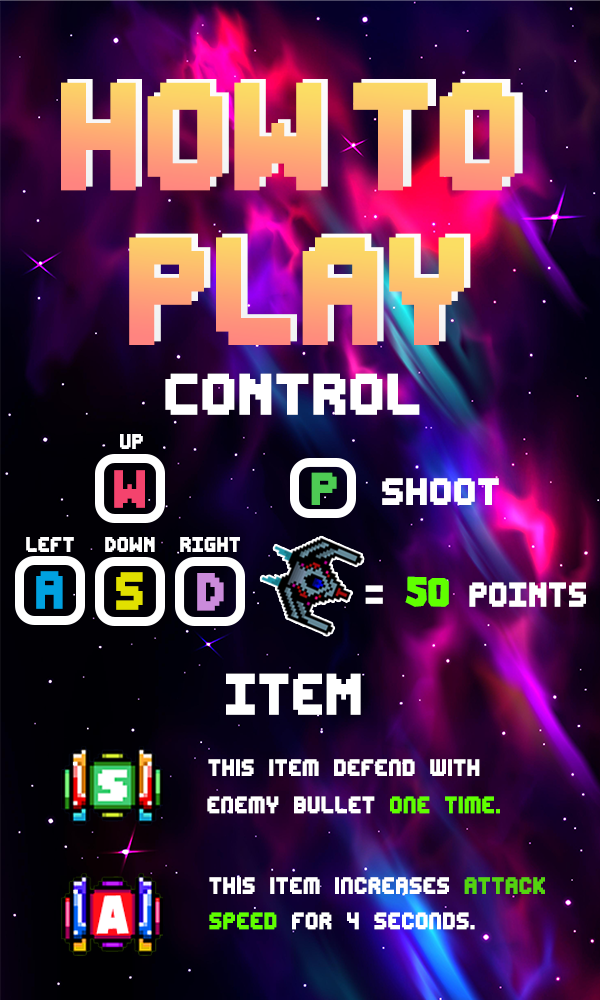 HOW TO
PLAY
CONTROL
UP
W
P SHOOT
LEFT DOWN RIGHT
A S D
= 50 POINTS
ITEM
S
THIS ITEM DEFEND WITH
ENEMY BULLET ONE TIME.
A
THIS ITEM INCREASES ATTACK
SPEED FOR 4 SECONDS.